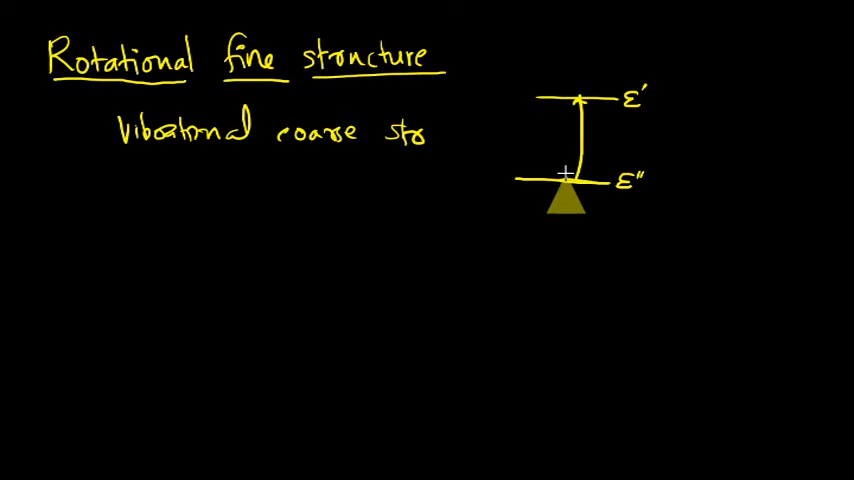 Rotational fine structure
Vibrational coarse str
ε'
ε"